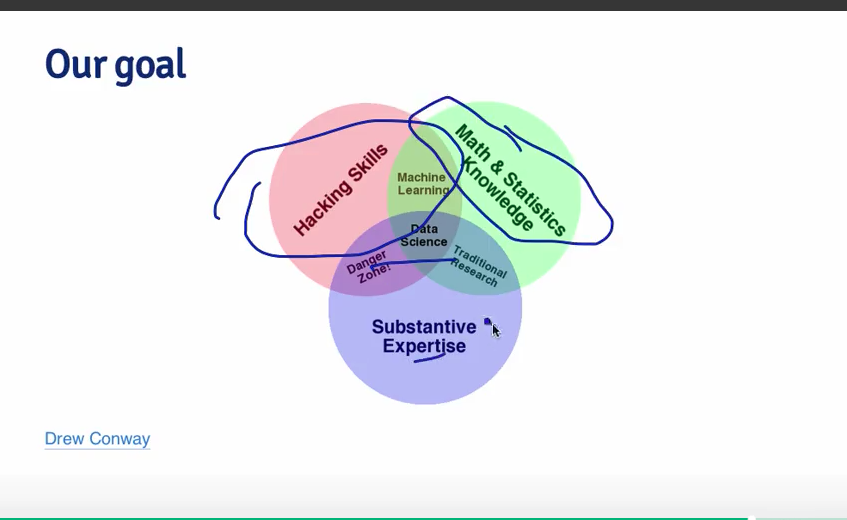 Our goal
Hacking Skills
Math & Statistics
Knowledge
Machine
Learning
Data
Science
Danger
Zone!
Traditional
Research
Substantive
Expertise
Drew Conway